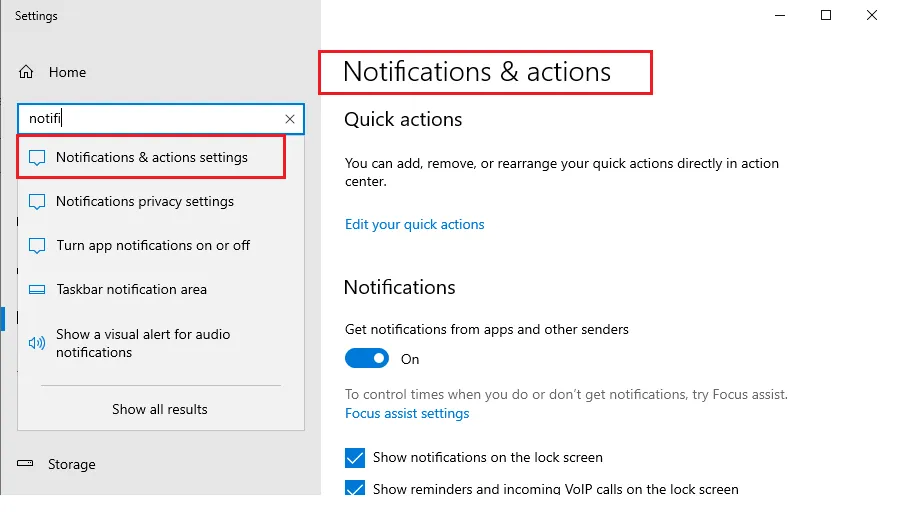 Settings
Home
notifi
Notifications & actions settings
Notifications privacy settings
Turn app notifications on or off
Taskbar notification area
Show a visual alert for audio
notifications
Show all results
Storage
Notifications & actions
Quick actions
You can add, remove, or rearrange your quick actions directly in action
center.
Edit your quick actions
Notifications
Get notifications from apps and other senders
On
To control times when you do or don't get notifications, try Focus assist.
Focus assist settings
Show notifications on the lock screen
Show reminders and incoming VoIP calls on the lock screen